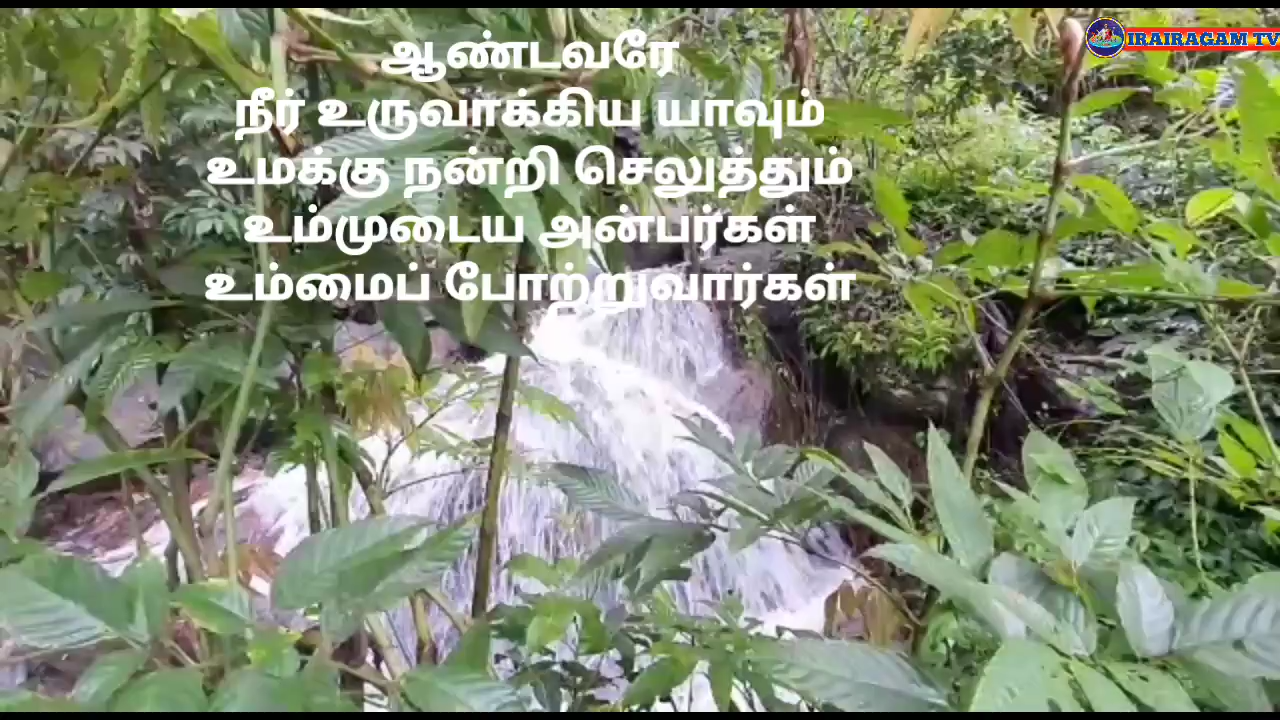 IRAIRAGAM TV
ஆண்டவரே
நீர் உருவாக்கிய யாவும்
உமக்கு நன்றி செலுத்தும்
உம்முடைய அன்பர்கள்
உம்மைப் போற்றுவார்கள்